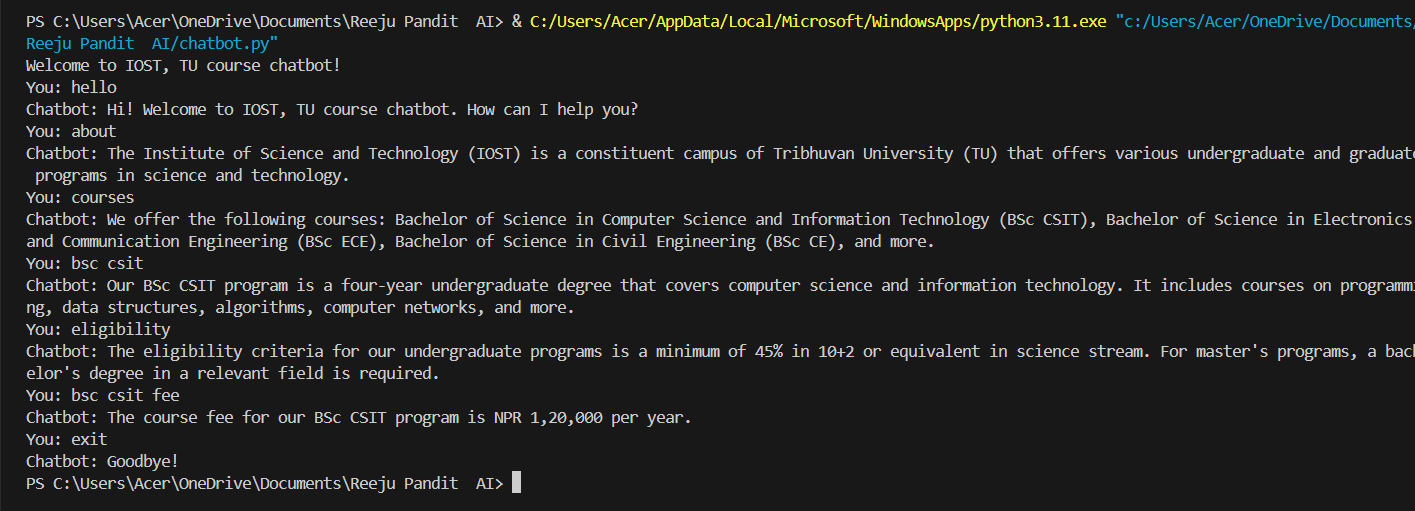 PS C:\Users\Acer\OneDrive\Documents\Reeju Pandit  AI> & C:/Users/Acer/AppData/Local/Microsoft/WindowsApps/python3.11.exe "c:/Users/Acer/OneDrive/Documents/
Reeju Pandit  AI/chatbot.py"
Welcome to IOST, TU course chatbot!
You: hello
Chatbot: Hi! Welcome to IOST, TU course chatbot. How can I help you?
You: about
Chatbot: The Institute of Science and Technology (IOST) is a constituent campus of Tribhuvan University (TU) that offers various undergraduate and graduate
 programs in science and technology.
You: courses
Chatbot: We offer the following courses: Bachelor of Science in Computer Science and Information Technology (BSc CSIT), Bachelor of Science in Electronics
and Communication Engineering (BSc ECE), Bachelor of Science in Civil Engineering (BSc CE), and more.
You: bsc csit
Chatbot: Our BSc CSIT program is a four-year undergraduate degree that covers computer science and information technology. It includes courses on programmi
ng, data structures, algorithms, computer networks, and more.
You: eligibility
Chatbot: The eligibility criteria for our undergraduate programs is a minimum of 45% in 10+2 or equivalent in science stream. For master's programs, a bach
elor's degree in a relevant field is required.
You: bsc csit fee
Chatbot: The course fee for our BSc CSIT program is NPR 1,20,000 per year.
You: exit
Chatbot: Goodbye!
PS C:\Users\Acer\OneDrive\Documents\Reeju Pandit  AI>